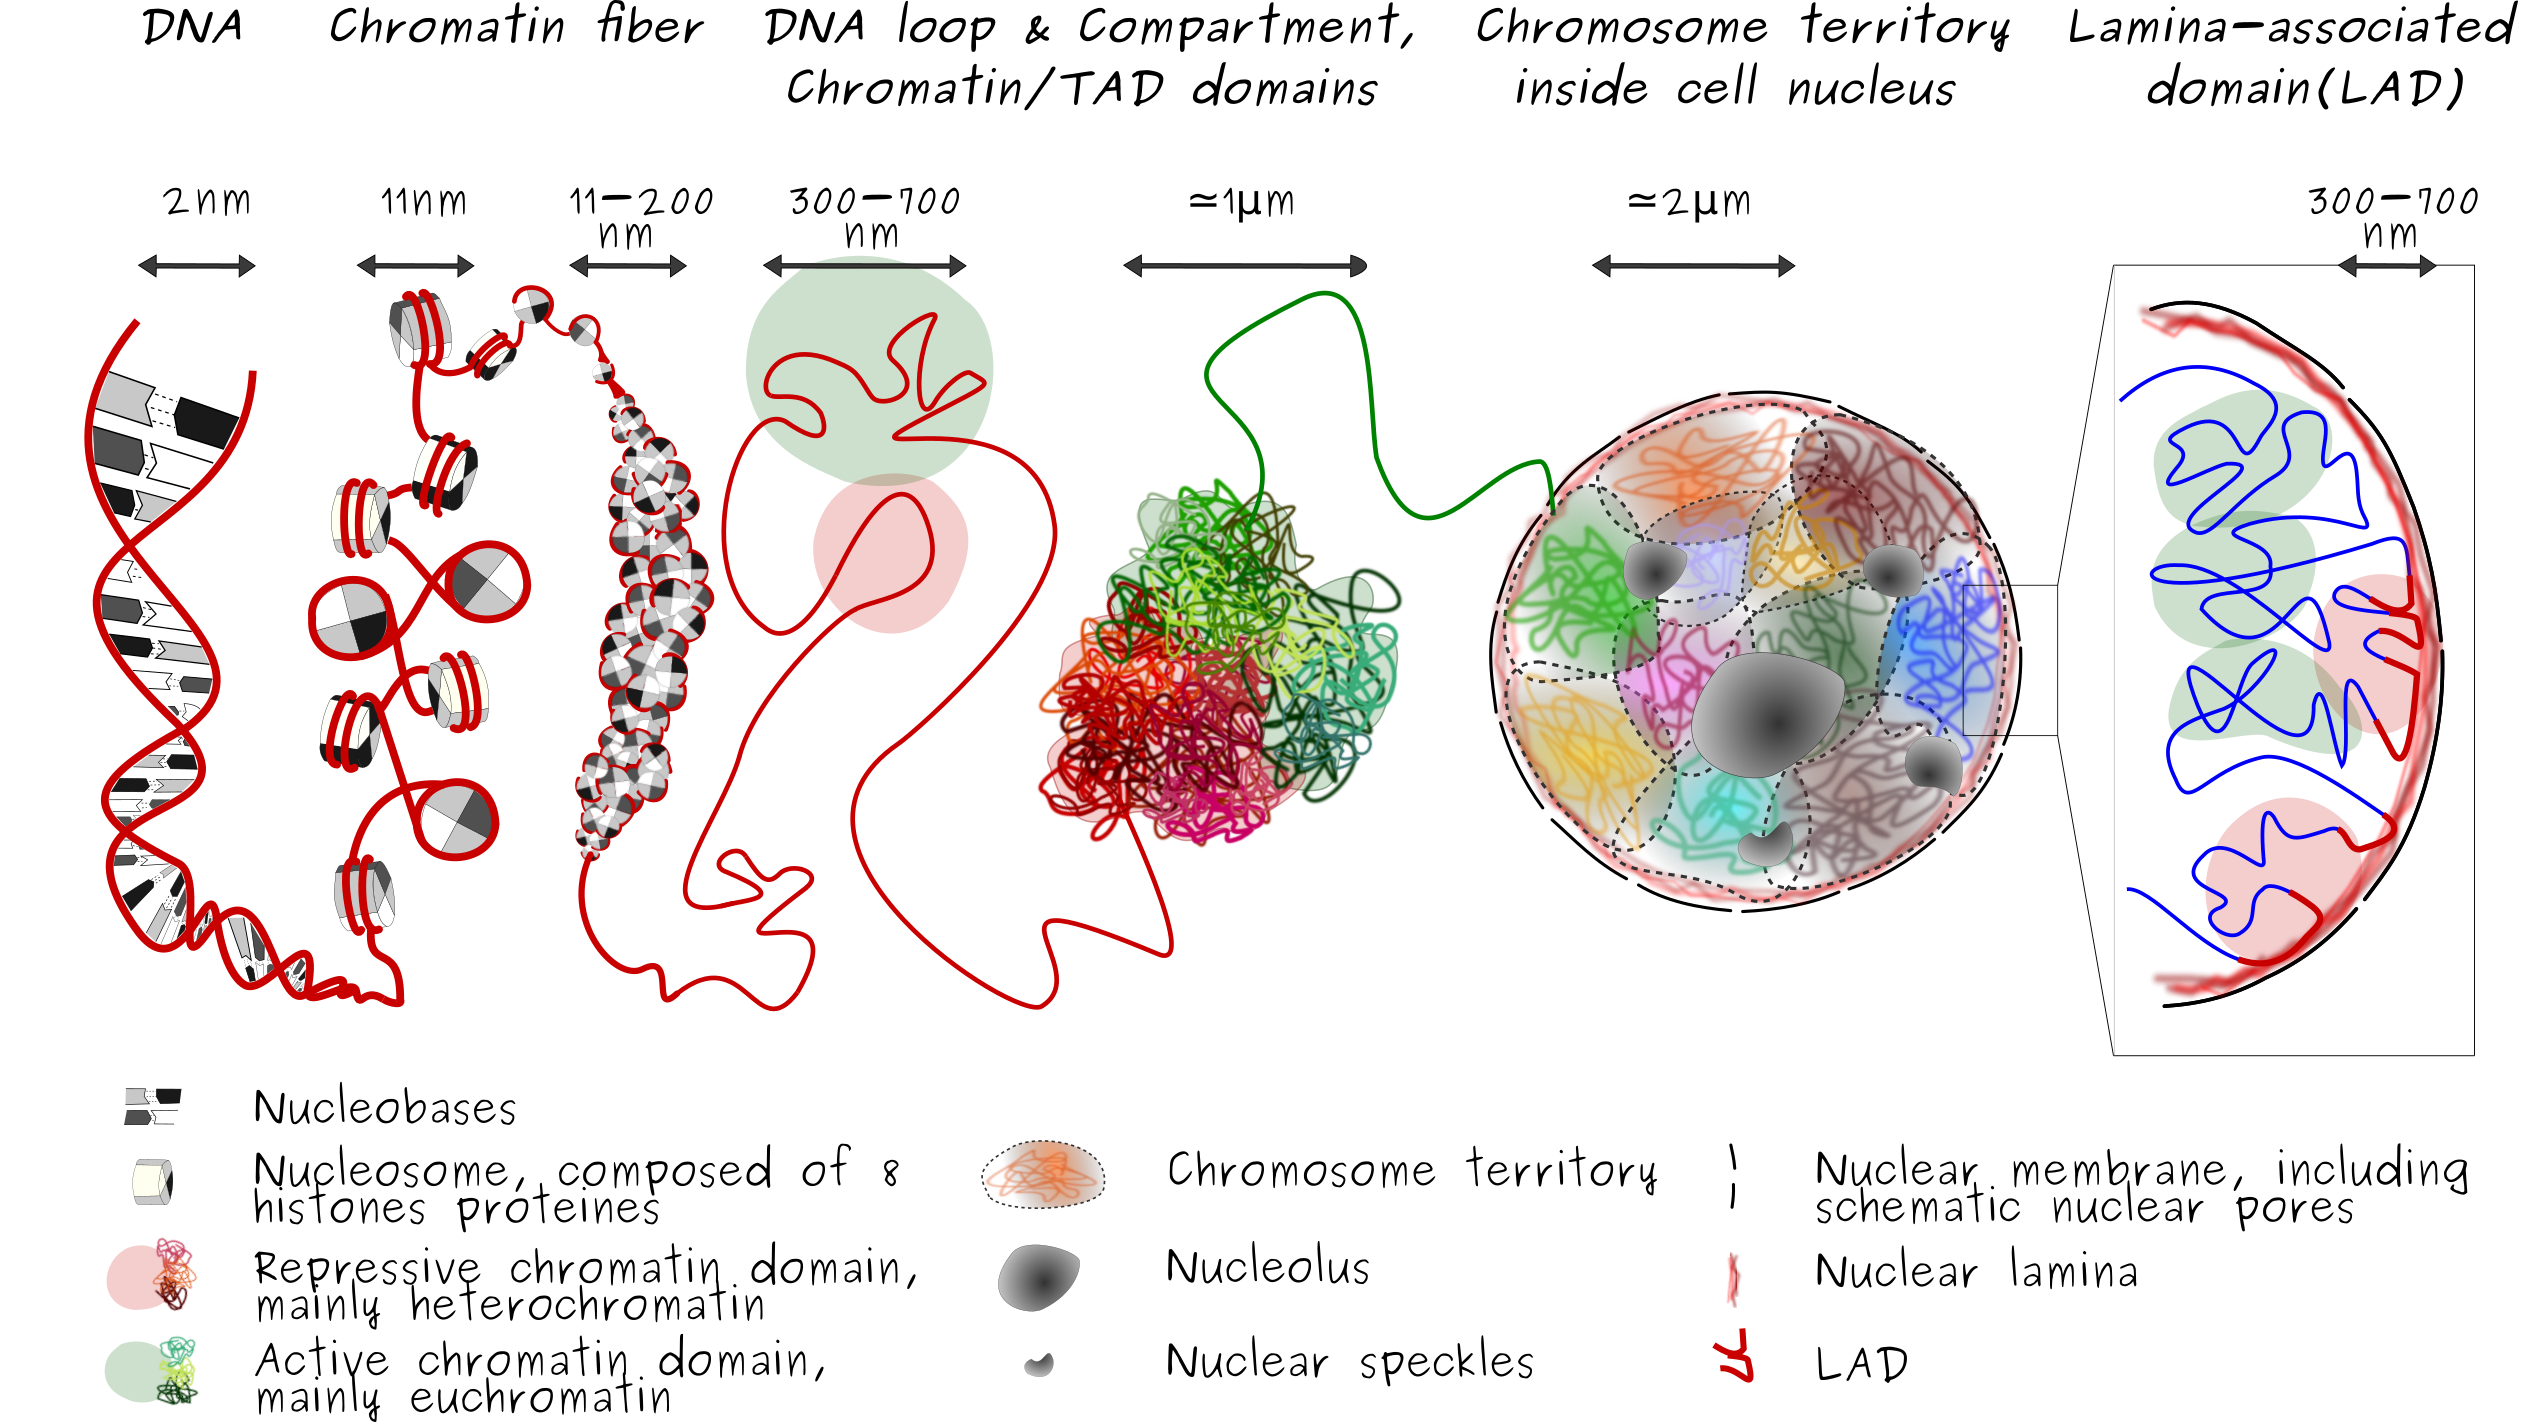 DNA
Chromatin fiber
DNA loop & Compartment,
Chromatin/TAD domains
Chromosome territory
inside cell nucleus
Lamina-associated
domain(LAD)
2nm
11nm
11-200
nm
300-700
nm
≃1µm
≃2µm
300-700
nm
Nucleobases
Nucleosome, composed of 8
histones proteines
Repressive chromatin domain,
mainly heterochromatin
Active chromatin domain,
mainly euchromatin
Chromosome territory
Nucleolus
Nuclear speckles
Nuclear membrane, including
schematic nuclear pores
Nuclear lamina
LAD